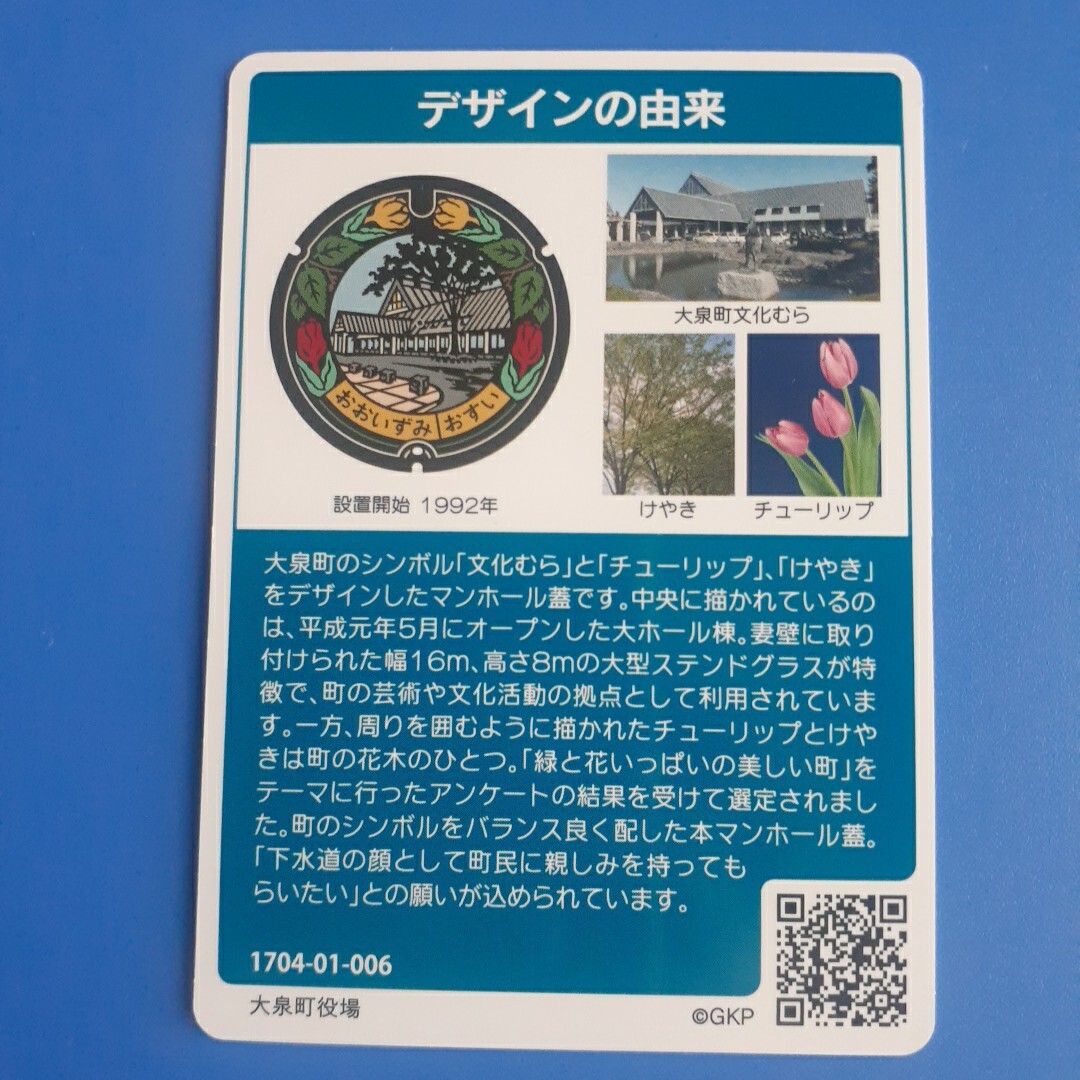 デザインの由来
おおいずみ おすい
設置開始 1992年
大泉町文化むら
けやき
チューリップ
大泉町のシンボル「文化むら」と「チューリップ」、「けやき」
をデザインしたマンホール蓋です。中央に描かれているの
は、平成元年5月にオープンした大ホール棟。妻壁に取り
付けられた幅16m、高さ8mの大型ステンドグラスが特
徴で、町の芸術や文化活動の拠点として利用されていま
す。一方、周りを囲むように描かれたチューリップとけや
きは町の花木のひとつ。「緑と花いっぱいの美しい町」を
テーマに行ったアンケートの結果を受けて選定されまし
た。町のシンボルをバランス良く配した本マンホール蓋。
「下水道の顔として町民に親しみを持っても
らいたい」との願いが込められています。
1704-01-006
大泉町役場
©GKP